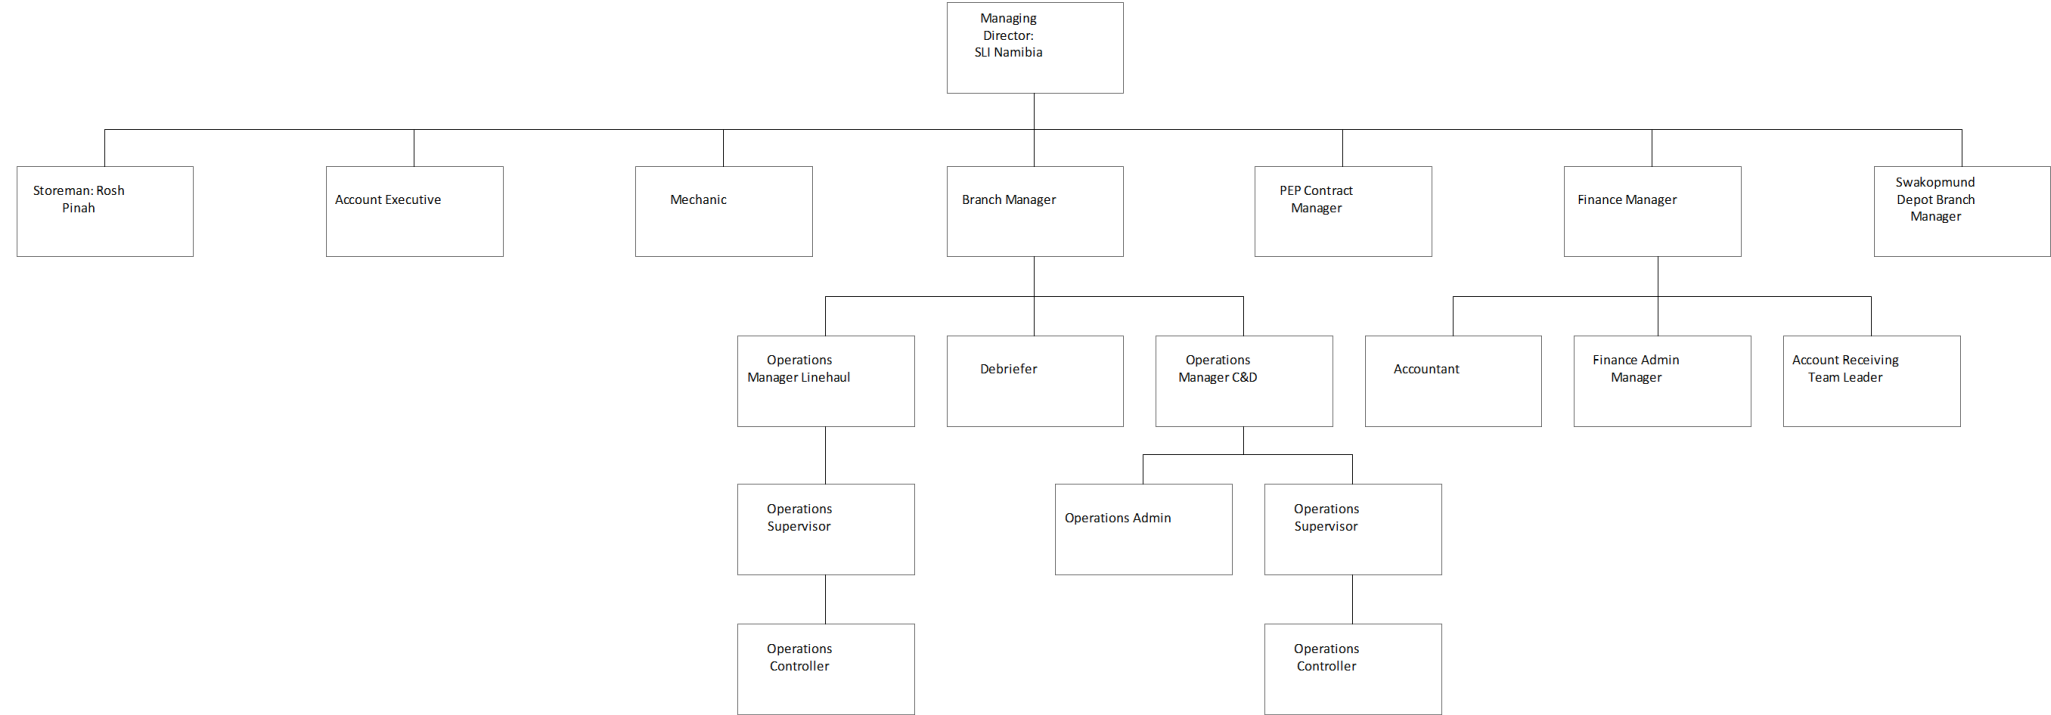 Managing
Director:
SLI Namibia
Storeman: Rosh
Pinah
Account Executive
Mechanic
Branch Manager
PEP Contract
Manager
Finance Manager
Swakopmund
Depot Branch
Manager
Operations
Manager Linehaul
Debriefer
Operations
Manager C&D
Accountant
Finance Admin
Manager
Account Receiving
Team Leader
Operations
Supervisor
Operations Admin
Operations
Supervisor
Operations
Controller
Operations
Controller